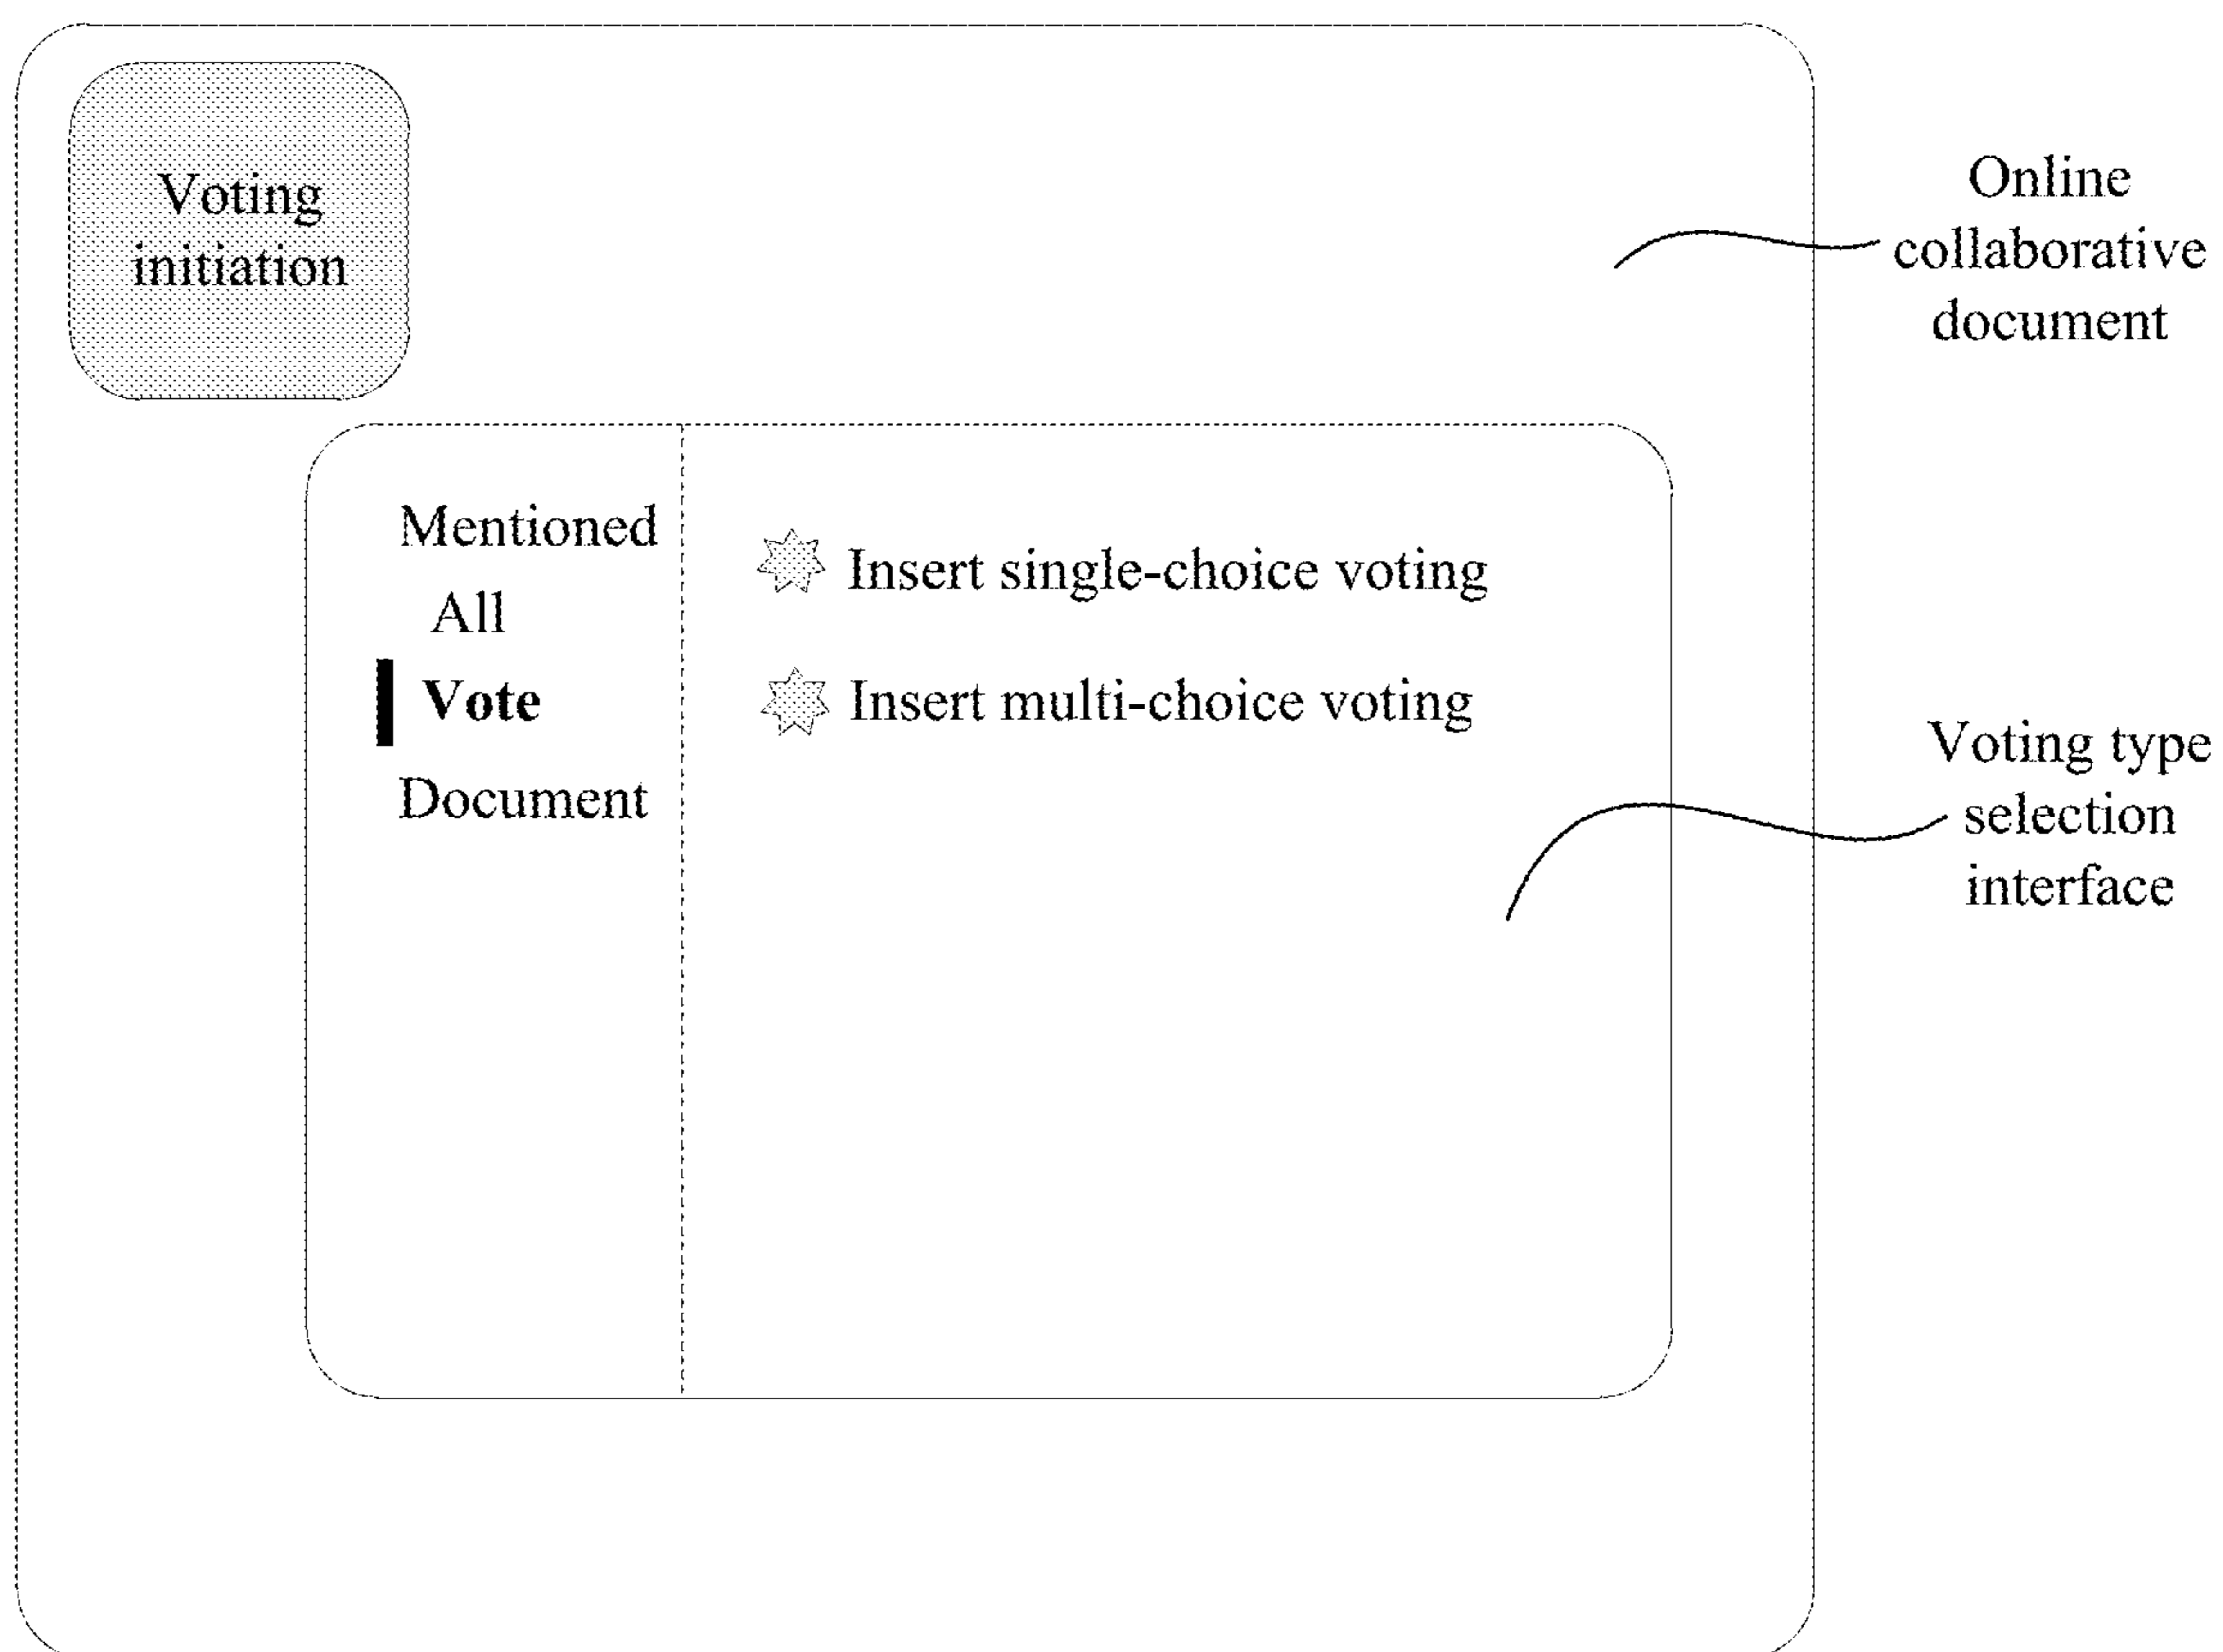 Voting
initiation
Online
collaborative
document
Mentioned
All
Vote
Document
Insert single-choice voting
Insert multi-choice voting
Voting type
selection
interface